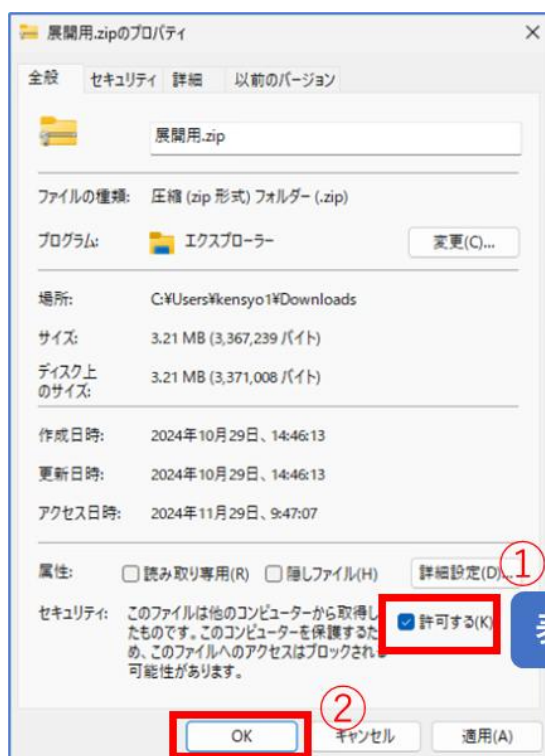 展開用.zipのプロパティ
全般 セキュリティ 詳細 以前のバージョン
展開用.zip
ファイルの種類: 圧縮 (zip 形式) フォルダー (.zip)
プログラム: エクスプローラー 変更(C)...
場所: C:¥Users¥kensyo1¥Downloads
サイズ: 3.21 MB (3,367,239 バイト)
ディスク上
のサイズ: 3.21 MB (3,371,008 バイト)
作成日時: 2024年10月29日、14:46:13
更新日時: 2024年10月29日、14:46:13
アクセス日時: 2024年11月29日、9:47:07
①
属性: 読み取り専用(R) 隠しファイル(H) 詳細設定(D)...
セキュリティ: このファイルは他のコンピューターから取得し
たものです。このコンピューターを保護するた
め、このファイルへのアクセスはブロックされる
可能性があります。
許可する(K)
②
OK キャンセル 適用(A)